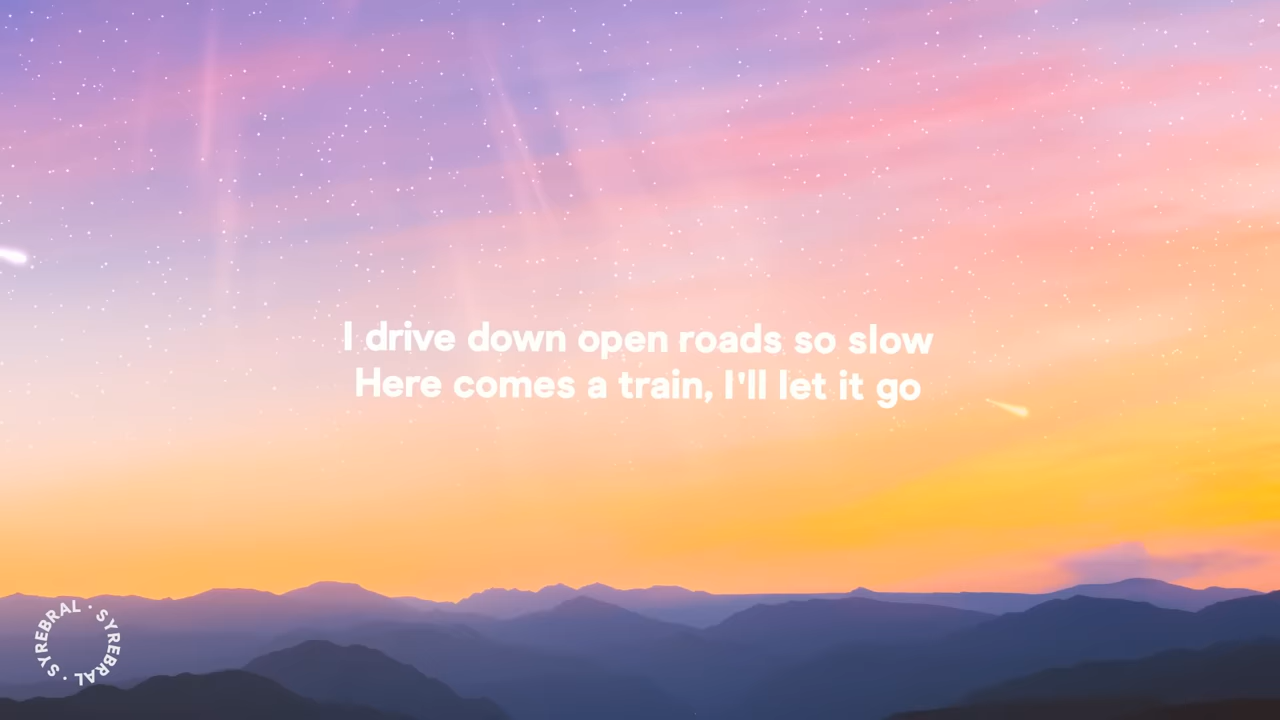 I drive down open roads so slow
Here comes a train, I'll let it go
SYREBRAL · SYREBRAL ·